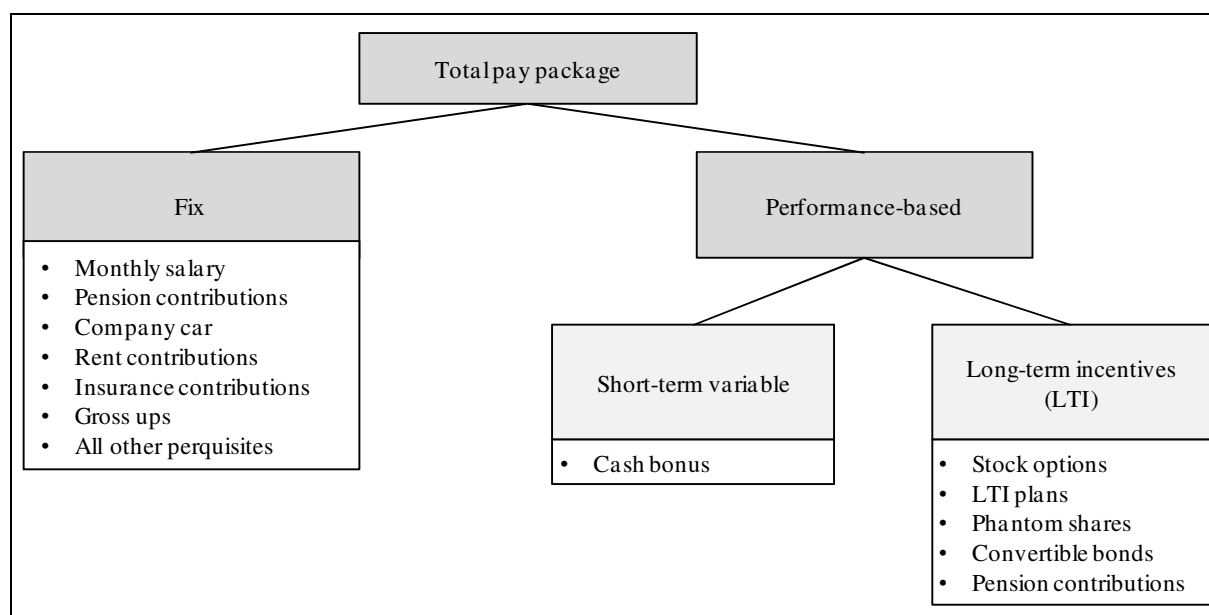 Total pay package
Fix
• Monthly salary
• Pension contributions
• Company car
• Rent contributions
• Insurance contributions
• Gross ups
• All other perquisites
Performance-based
Short-term variable
• Cash bonus
Long-term incentives
(LTI)
• Stock options
• LTI plans
• Phantom shares
• Convertible bonds
• Pension contributions